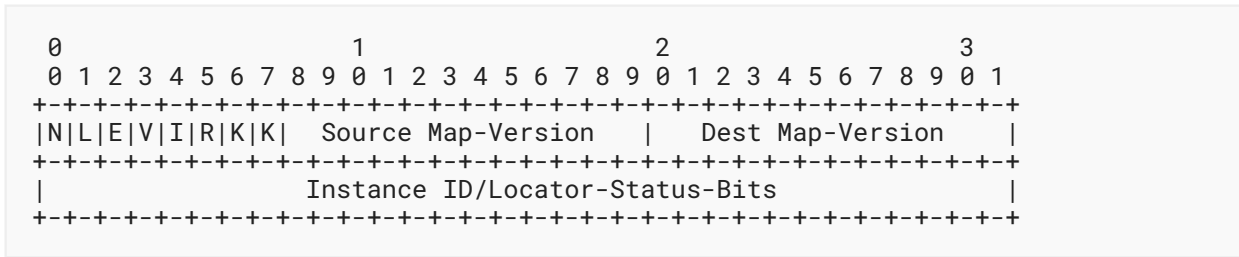 0                   1                   2                   3
 0 1 2 3 4 5 6 7 8 9 0 1 2 3 4 5 6 7 8 9 0 1 2 3 4 5 6 7 8 9 0 1
+-+-+-+-+-+-+-+-+-+-+-+-+-+-+-+-+-+-+-+-+-+-+-+-+-+-+-+-+-+-+-+-+
|N|L|E|V|I|R|K|K|  Source Map-Version   |   Dest Map-Version    |
+-+-+-+-+-+-+-+-+-+-+-+-+-+-+-+-+-+-+-+-+-+-+-+-+-+-+-+-+-+-+-+-+
|                 Instance ID/Locator-Status-Bits               |
+-+-+-+-+-+-+-+-+-+-+-+-+-+-+-+-+-+-+-+-+-+-+-+-+-+-+-+-+-+-+-+-+